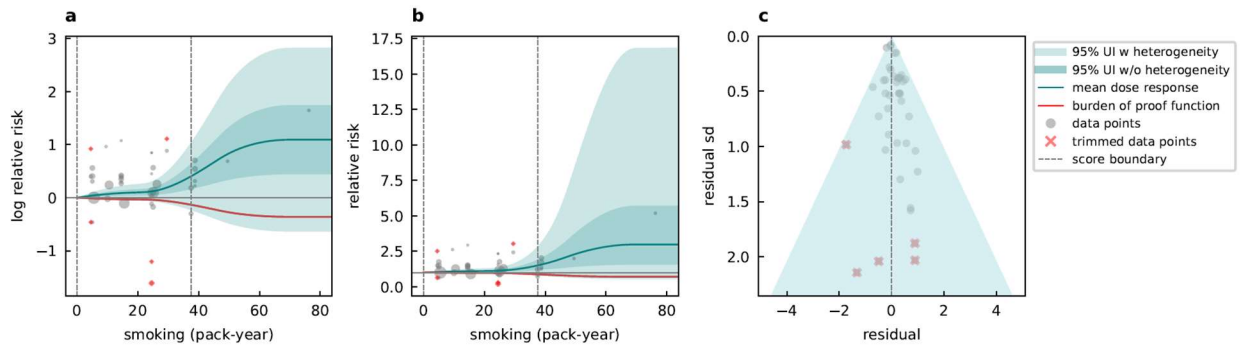 a
3
2
1
0
−1
log relative risk
0
20
40
60
80
smoking (pack-year)
b
17.5
15.0
12.5
10.0
7.5
5.0
2.5
0.0
relative risk
0
20
40
60
80
smoking (pack-year)
c
0.0
0.5
1.0
1.5
2.0
residual sd
−4
−2
0
2
4
residual
95% UI w heterogeneity
95% UI w/o heterogeneity
mean dose response
burden of proof function
data points
trimmed data points
score boundary